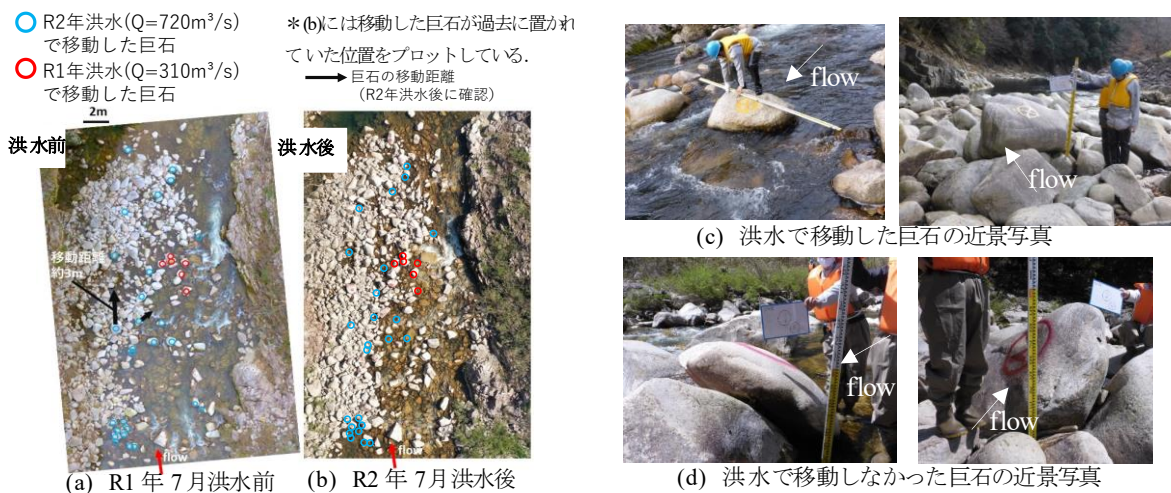 R2年洪水(Q=720m³/s)
で移動した巨石
R1年洪水(Q=310m³/s)
で移動した巨石
＊(b)には移動した巨石が過去に置かれ
ていた位置をプロットしている.
巨石の移動距離
（R2年洪水後に確認）
2m
洪水前
移動距離
約3m
flow
(a) R1 年 7月洪水前
洪水後
flow
(b) R2 年 7月洪水後
flow
flow
(c) 洪水で移動した巨石の近景写真
flow
flow
(d) 洪水で移動しなかった巨石の近景写真